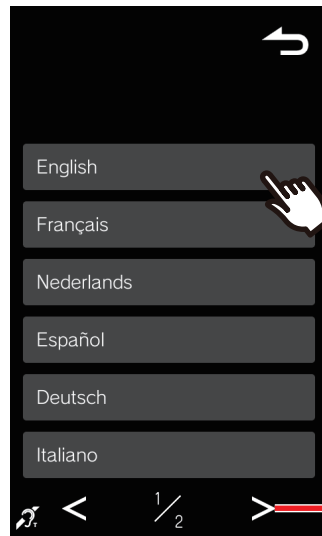 English
Français
Nederlands
Español
Deutsch
Italiano
T < 1/2 >